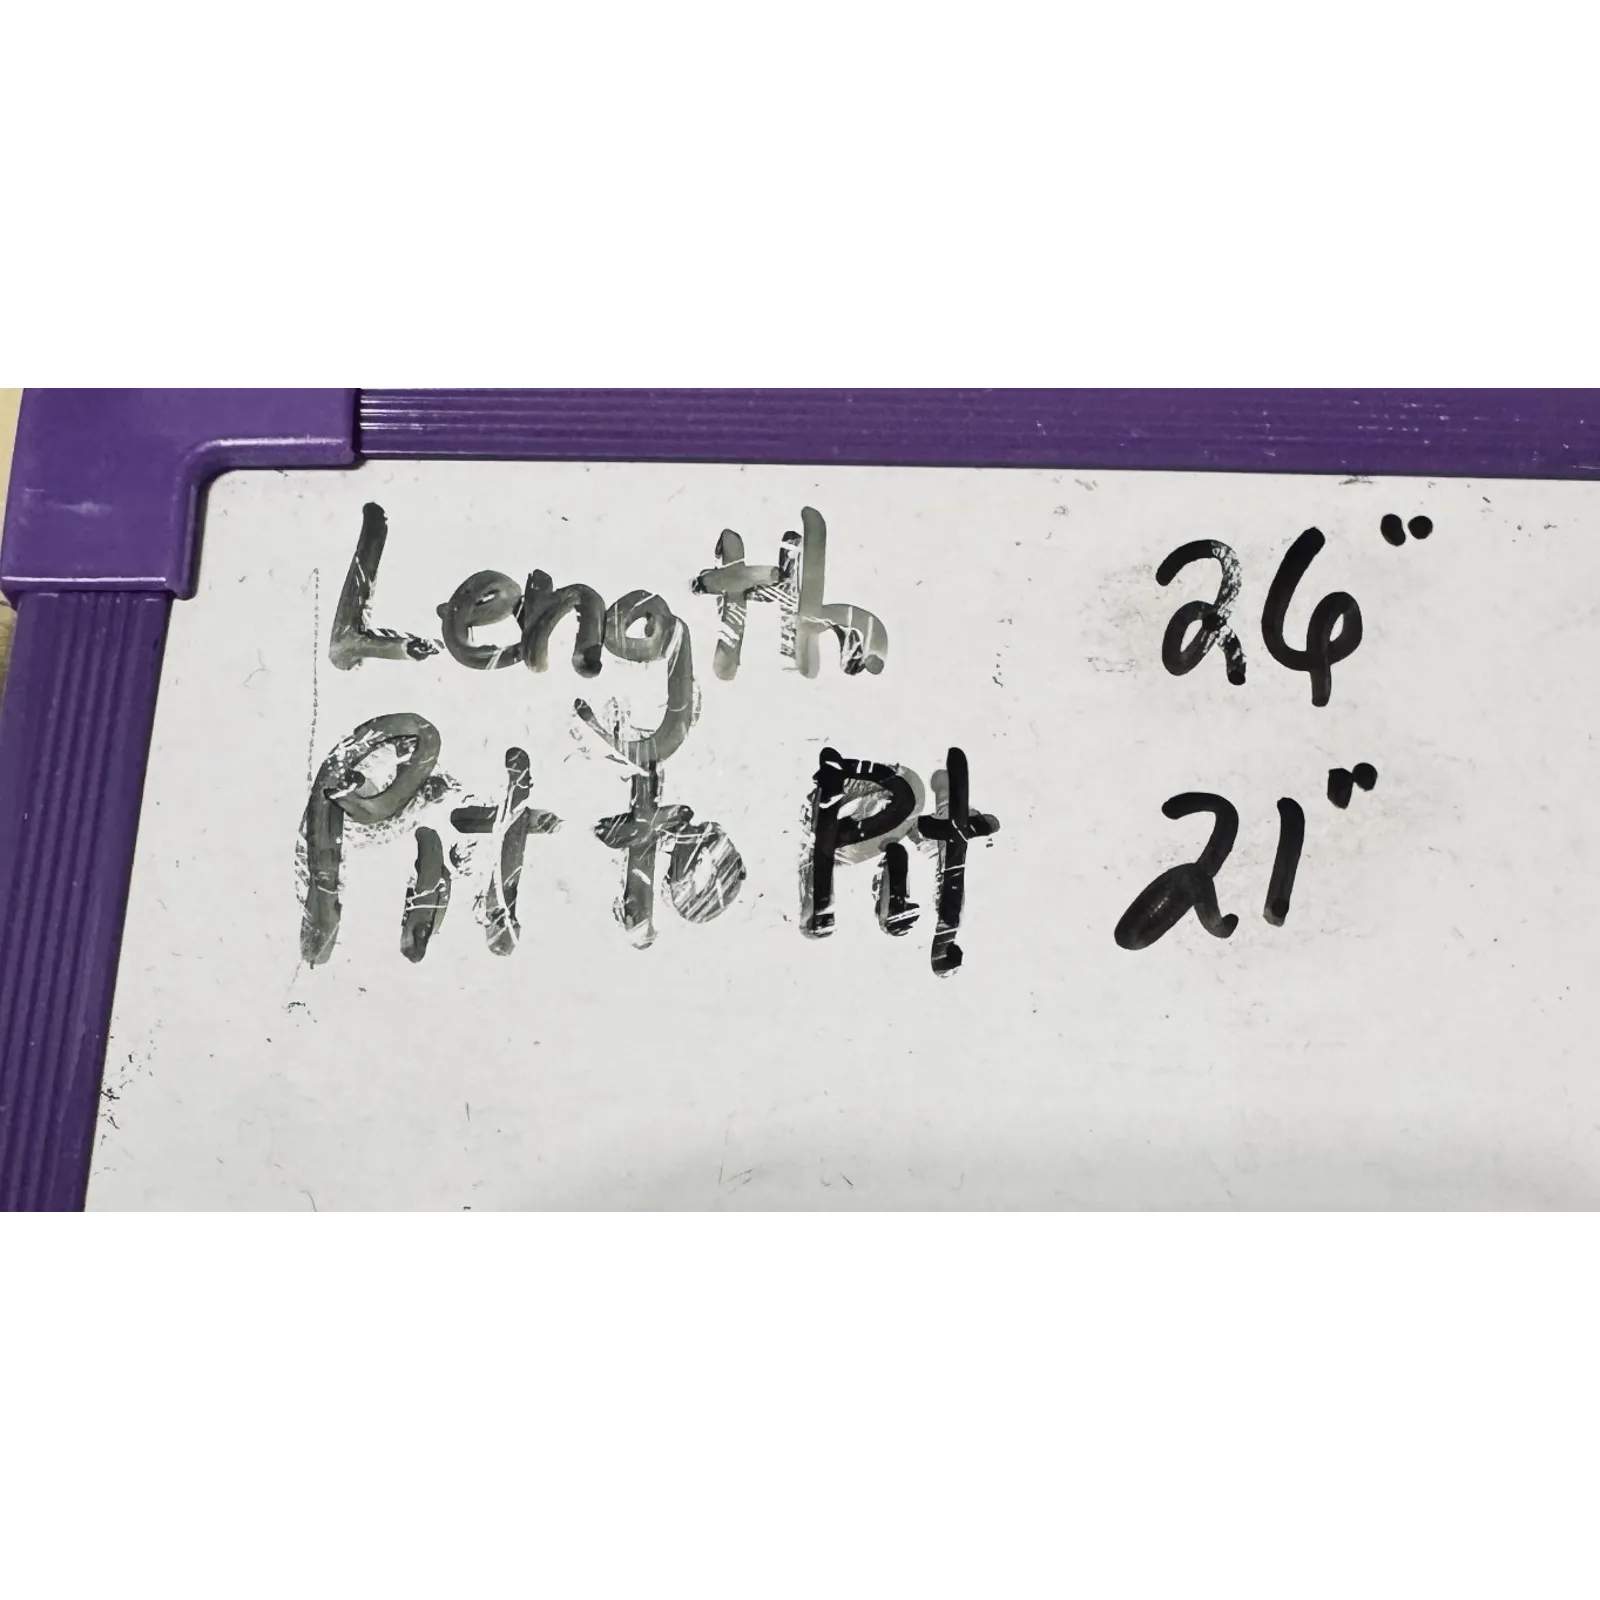 Length 26"
Pit to Pit 21"